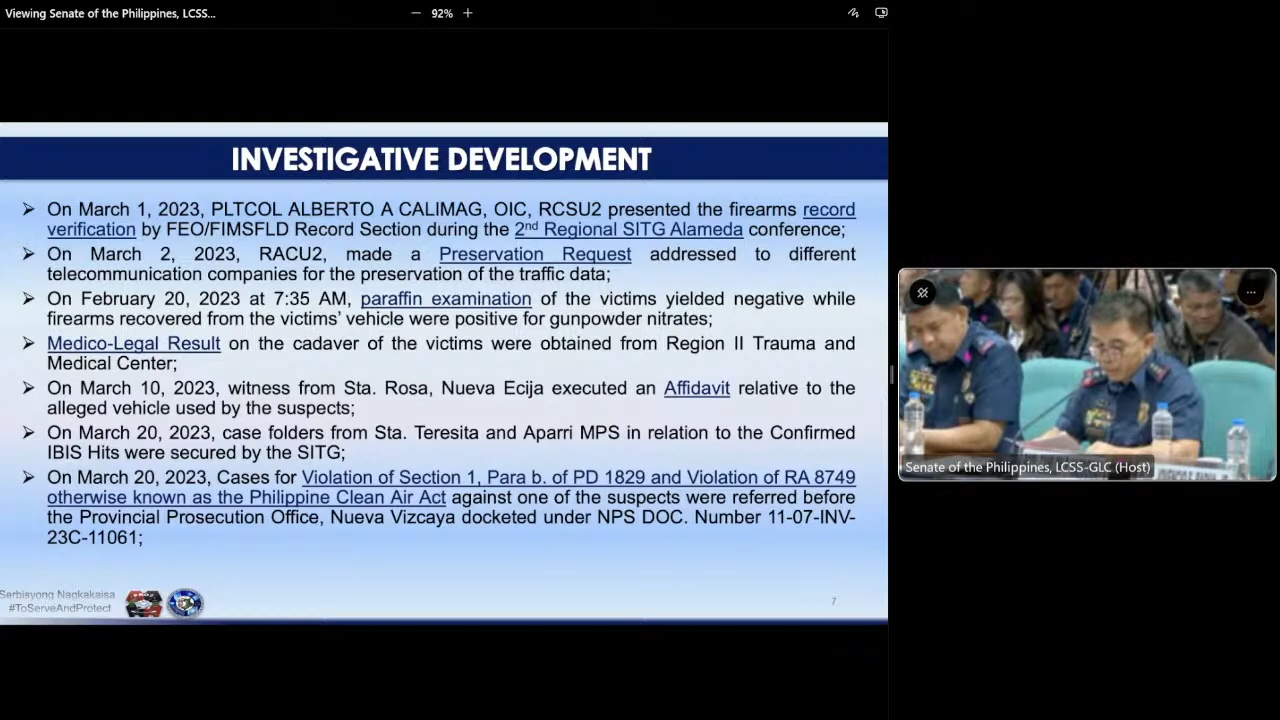 Viewing Senate of the Philippines, LCSS...
92%
INVESTIGATIVE DEVELOPMENT
➢ On March 1, 2023, PLTCOL ALBERTO A CALIMAG, OIC, RCSU2 presented the firearms record
verification by FEO/FIMSFLD Record Section during the 2nd Regional SITG Alameda conference;
➢ On March 2, 2023, RACU2, made a Preservation Request addressed to different
telecommunication companies for the preservation of the traffic data;
➢ On February 20, 2023 at 7:35 AM, paraffin examination of the victims yielded negative while
firearms recovered from the victims' vehicle were positive for gunpowder nitrates;
➢ Medico-Legal Result on the cadaver of the victims were obtained from Region II Trauma and
Medical Center;
➢ On March 10, 2023, witness from Sta. Rosa, Nueva Ecija executed an Affidavit relative to the
alleged vehicle used by the suspects;
➢ On March 20, 2023, case folders from Sta. Teresita and Aparri MPS in relation to the Confirmed
IBIS Hits were secured by the SITG;
➢ On March 20, 2023, Cases for Violation of Section 1, Para b. of PD 1829 and Violation of RA 8749
otherwise known as the Philippine Clean Air Act against one of the suspects were referred before
the Provincial Prosecution Office, Nueva Vizcaya docketed under NPS DOC. Number 11-07-INV-
23C-11061;
Serbisyong Nagkakaisa
#ToServeAndProtect
7
Senate of the Philippines, LCSS-GLC (Host)